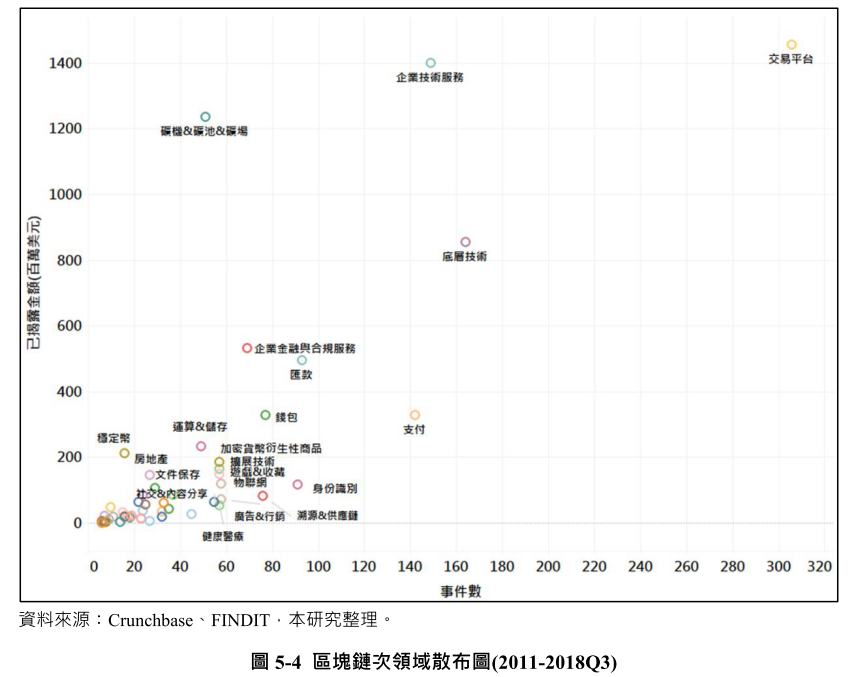 1400
1200
1000
800
600
400
200
0
已揭露金額(百萬美元)
交易平台
企業技術服務
礦機&礦池&礦場
底層技術
企業金融與合規服務
匯款
錢包
支付
運算&儲存
穩定幣
加密貨幣衍生性商品
房地產
擴展技術
文件保存
遊戲&收藏
物聯網
身份識別
社交&內容分享
廣告&行銷
溯源&供應鏈
健康醫療
0 20 40 60 80 100 120 140 160 180 200 220 240 260 280 300 320
事件數
資料來源：Crunchbase、FINDIT，本研究整理。
圖 5-4 區塊鏈次領域散布圖(2011-2018Q3)